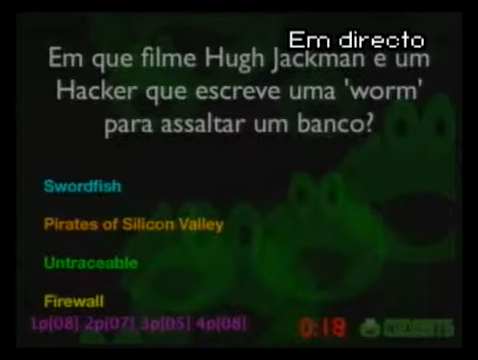 Em directo
Em que filme Hugh Jackman é um
Hacker que escreve uma 'worm'
para assaltar um banco?
Swordfish
Pirates of Silicon Valley
Untraceable
Firewall
1p[08] 2p[07] 3p[05] 4p[08]
0:18